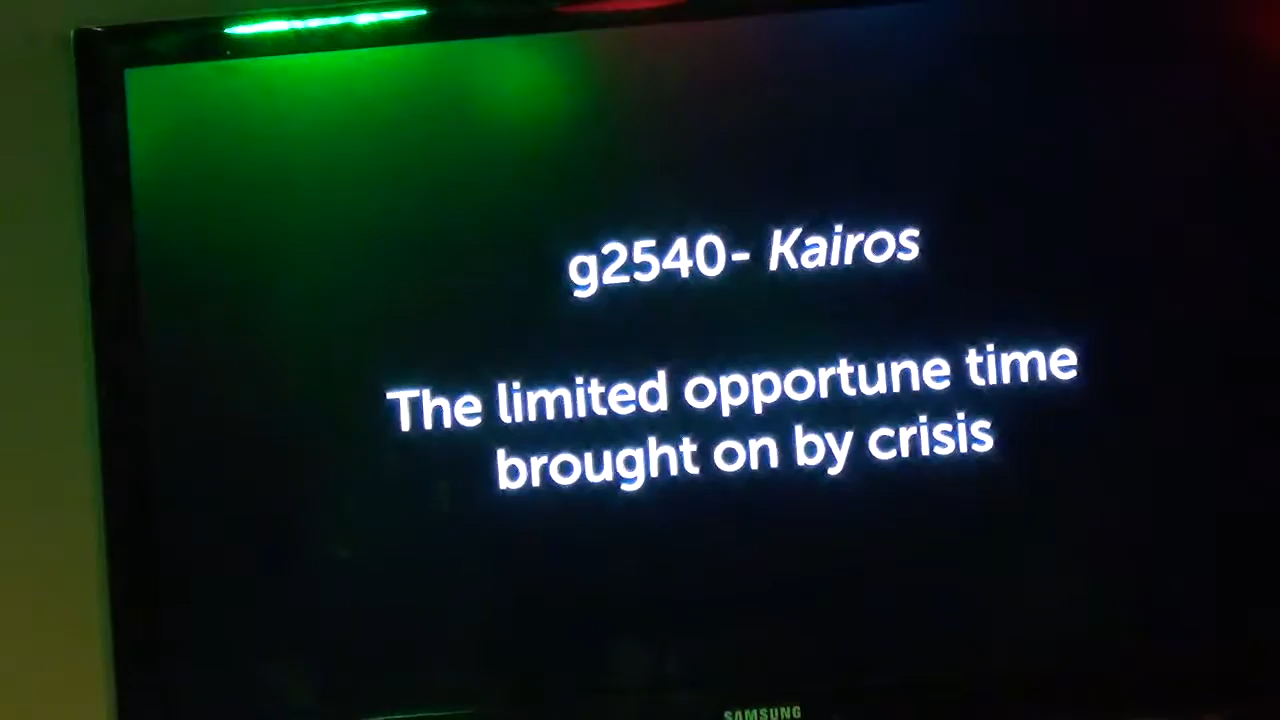 g2540- Kairos
The limited opportune time
brought on by crisis
SAMSUNG